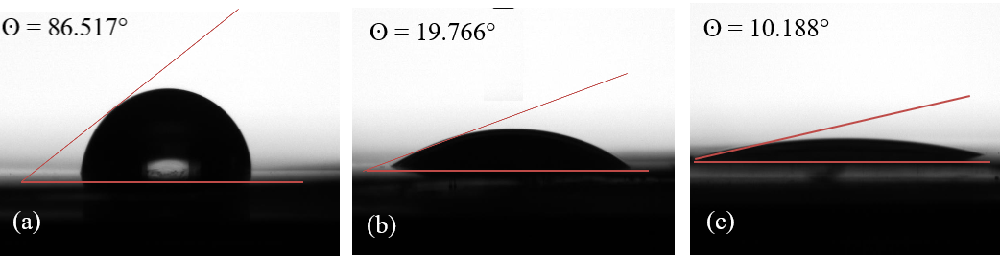 ʘ = 86.517°
ʘ = 19.766°
ʘ = 10.188°
(a)
(b)
(c)